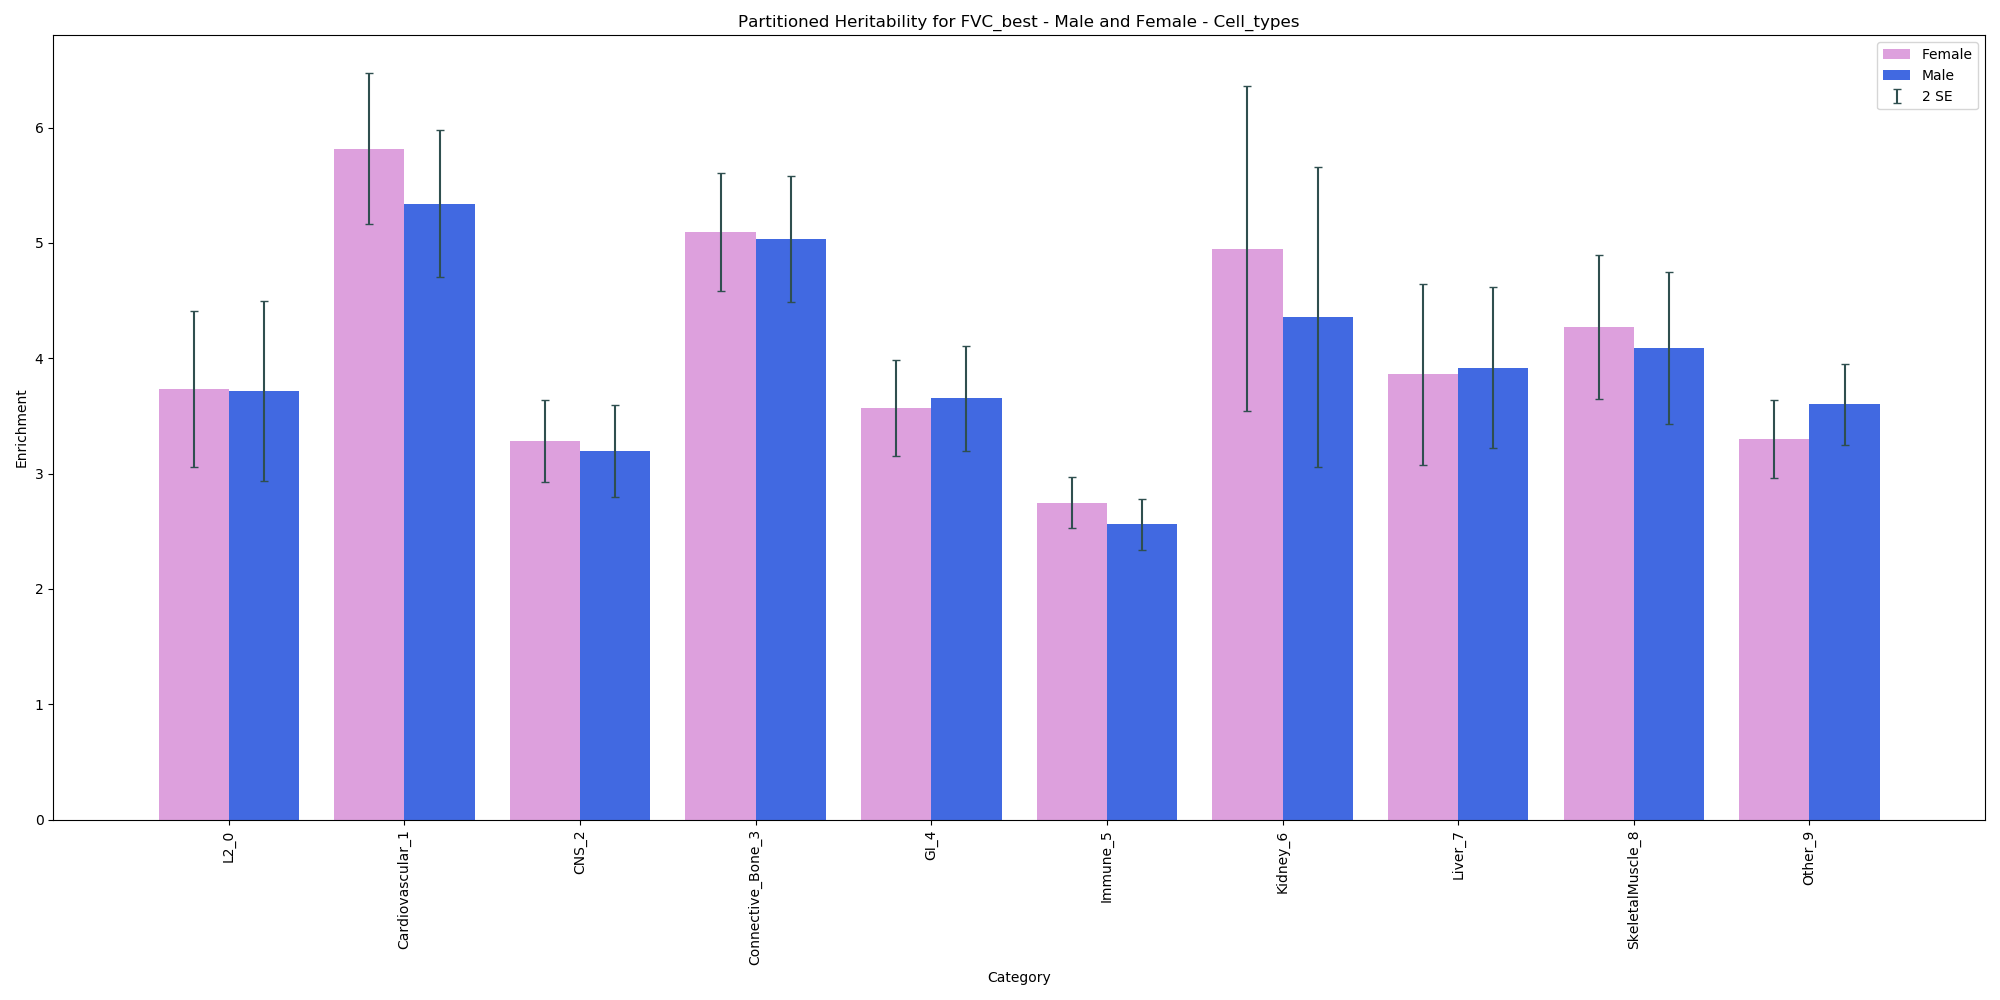 Partitioned Heritability for FVC_best - Male and Female - Cell_types
Female
Male
2 SE
Enrichment
6
5
4
3
2
1
0
L2_0
Cardiovascular_1
CNS_2
Connective_Bone_3
GI_4
Immune_5
Kidney_6
Liver_7
SkeletalMuscle_8
Other_9
Category